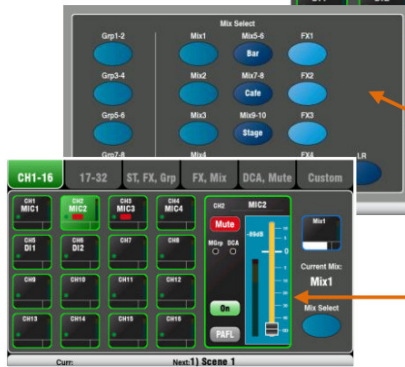 Mix Select
Grp1-2 Mix1 Mix5-6 FX1
Bar
Grp3-4 Mix2 Mix7-8 FX2
Cafe
Grp5-6 Mix3 Mix9-10 FX3
Stage
Grp7-8 Mix4 FX4 LR
CH1-16 17-32 ST, FX, Grp FX, Mix DCA, Mute Custom
CH1 CH2 CH3 CH4 CH2 MIC2
MIC1 MIC2 MIC3 MIC4
Mute Mix1
-89dB
MGrp DCA
CH5 CH6 CH7 CH8
DI1 DI2
Current Mix:
Mix1
CH9 CH10 CH11 CH12
On Mix Select
CH13 CH14 CH15 CH16
PAFL
Curr: Next:1) Scene 1